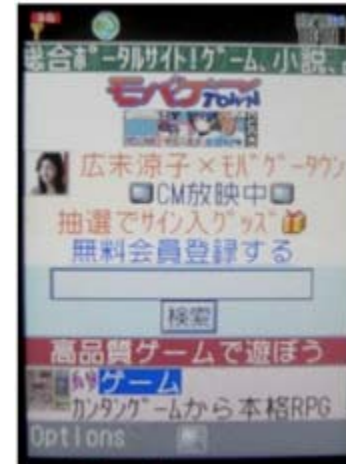 総合ポータルサイト!ゲーム、小説、
モバゲー TOWN
広末涼子×モバゲータウン
CM放映中
抽選でサイン入グッズ
無料会員登録する
検索
高品質ゲームで遊ぼう
ゲーム
カンタンゲームから本格RPG
Options